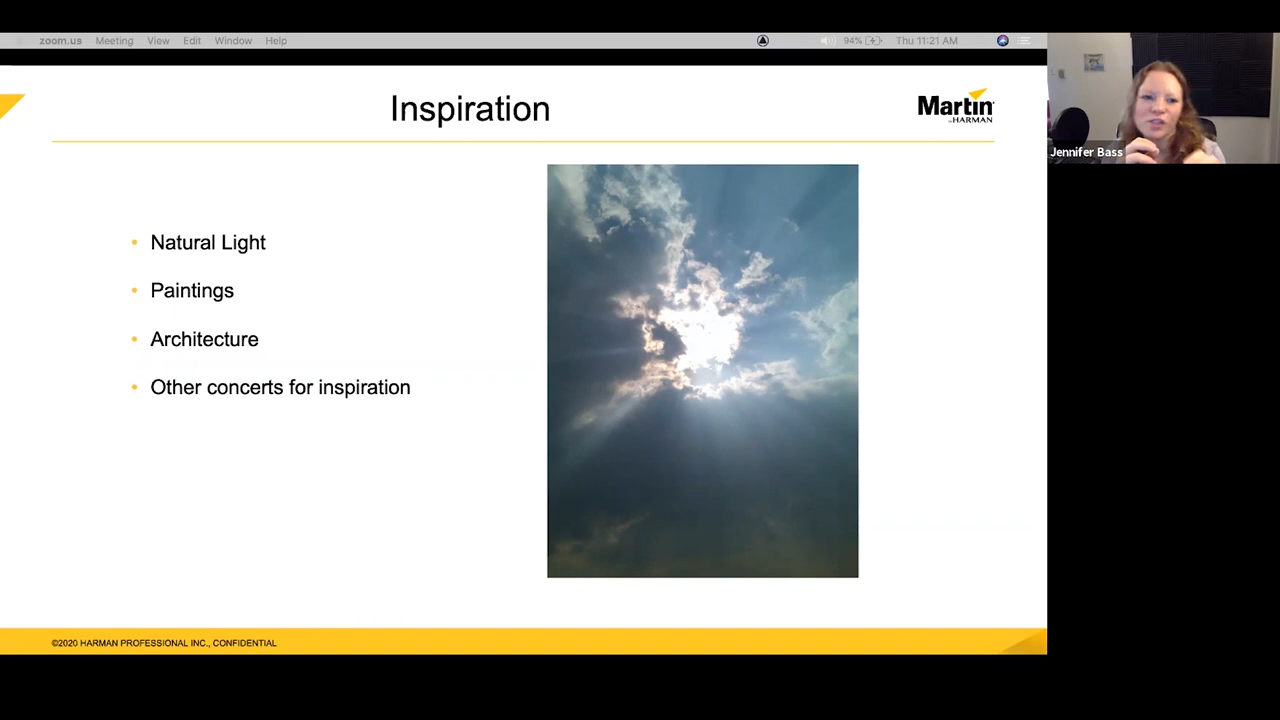 zoom.us Meeting View Edit Window Help 94% Thu 11:21 AM
Inspiration
Martin
by HARMAN
Jennifer Bass
• Natural Light
• Paintings
• Architecture
• Other concerts for inspiration
©2020 HARMAN PROFESSIONAL INC., CONFIDENTIAL